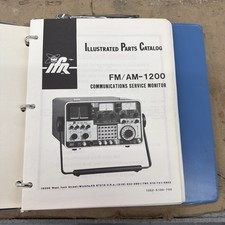 IFR
ILLUSTRATED PARTS CATALOG
FM/AM-1200
COMMUNICATIONS SERVICE MONITOR